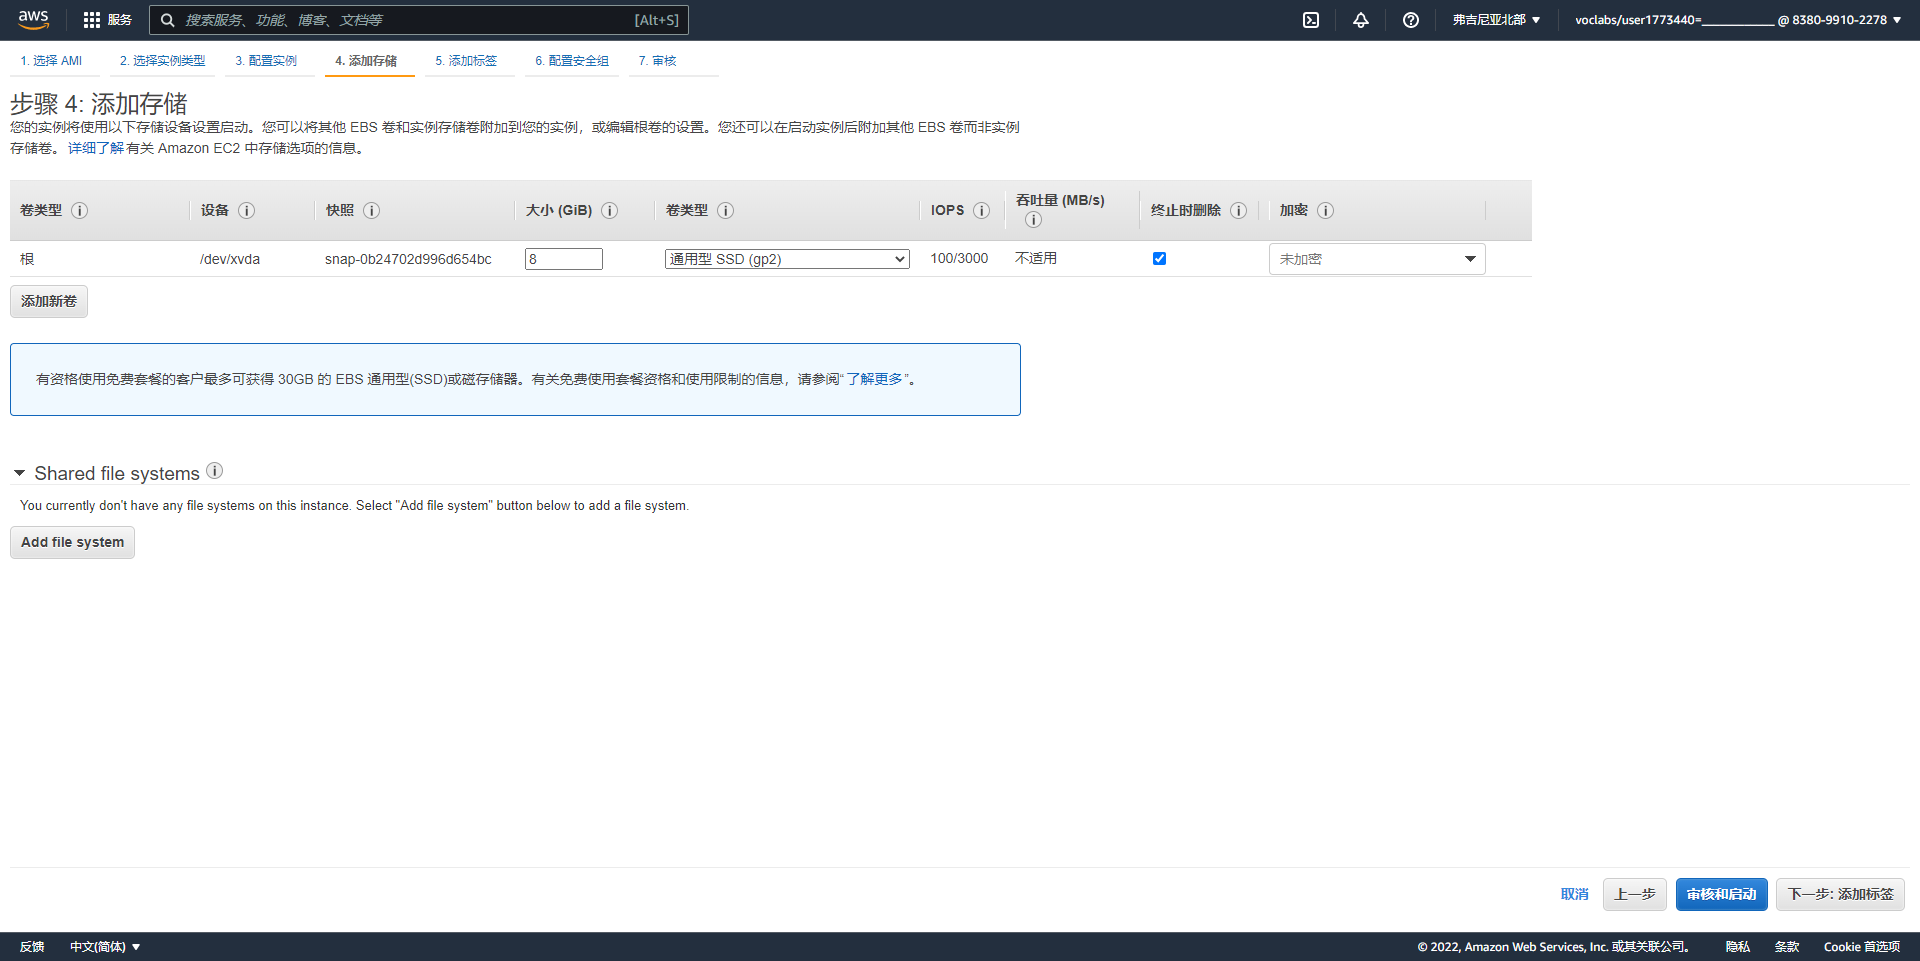 aws 服务 搜索服务、功能、博客、文档等 [Alt+S] 弗吉尼亚北部 voclabs/user1773440=____________ @ 8380-9910-2278
1. 选择 AMI 2. 选择实例类型 3. 配置实例 4. 添加存储 5. 添加标签 6. 配置安全组 7. 审核
步骤 4: 添加存储
您的实例将使用以下存储设备设置启动。您可以将其他 EBS 卷和实例存储卷附加到您的实例，或编辑根卷的设置。您还可以在启动实例后附加其他 EBS 卷而非实例
存储卷。 详细了解有关 Amazon EC2 中存储选项的信息。
卷类型 设备 快照 大小 (GiB) 卷类型 IOPS 吞吐量 (MB/s) 终止时删除 加密
根 /dev/xvda snap-0b24702d996d654bc 8 通用型 SSD (gp2) 100/3000 不适用 未加密
添加新卷
有资格使用免费套餐的客户最多可获得 30GB 的 EBS 通用型(SSD)或磁存储器。有关免费使用套餐资格和使用限制的信息，请参阅“了解更多”。
Shared file systems
You currently don't have any file systems on this instance. Select "Add file system" button below to add a file system.
Add file system
取消 上一步 审核和启动 下一步: 添加标签
反馈 中文(简体) © 2022, Amazon Web Services, Inc. 或其关联公司。 隐私 条款 Cookie 首选项